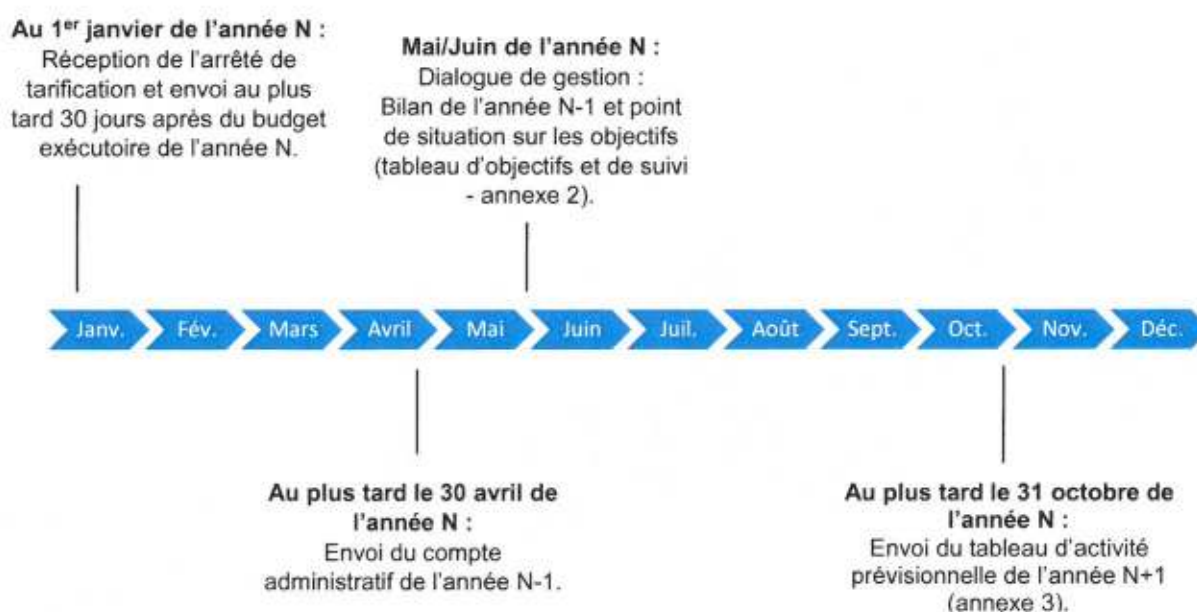 Au 1er janvier de l'année N :
Réception de l'arrêté de
tarification et envoi au plus
tard 30 jours après du budget
exécutoire de l'année N.
Mai/Juin de l'année N :
Dialogue de gestion :
Bilan de l'année N-1 et point
de situation sur les objectifs
(tableau d'objectifs et de suivi
- annexe 2).
Janv. Fév. Mars Avril Mai Juin Juil. Août Sept. Oct. Nov. Déc.
Au plus tard le 30 avril de
l'année N :
Envoi du compte
administratif de l'année N-1.
Au plus tard le 31 octobre de
l'année N :
Envoi du tableau d'activité
prévisionnelle de l'année N+1
(annexe 3).